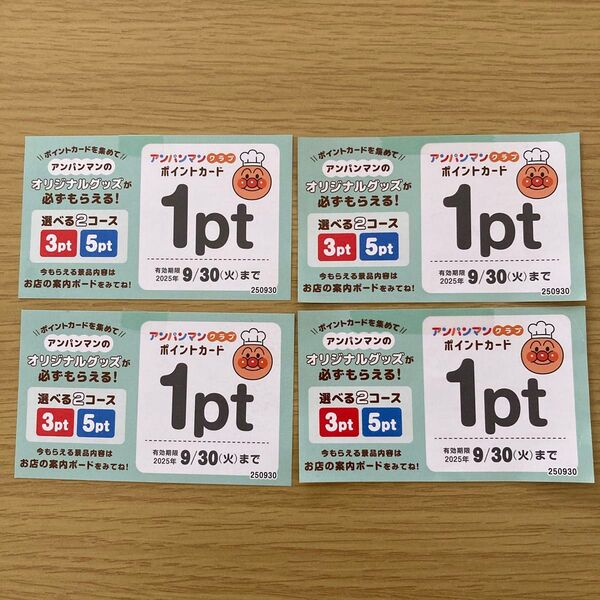 ポイントカードを集めて
アンパンマンの
オリジナルグッズが
必ずもらえる！
選べる2コース
3pt 5pt
今もらえる景品内容は
お店の案内ボードをみてね！
アンパンマンクラブ
ポイントカード
1pt
有効期限
2025年 9/30(火)まで
250930
ポイントカードを集めて
アンパンマンの
オリジナルグッズが
必ずもらえる！
選べる2コース
3pt 5pt
今もらえる景品内容は
お店の案内ボードをみてね！
アンパンマンクラブ
ポイントカード
1pt
有効期限
2025年 9/30(火)まで
250930
ポイントカードを集めて
アンパンマンの
オリジナルグッズが
必ずもらえる！
選べる2コース
3pt 5pt
今もらえる景品内容は
お店の案内ボードをみてね！
アンパンマンクラブ
ポイントカード
1pt
有効期限
2025年 9/30(火)まで
250930
ポイントカードを集めて
アンパンマンの
オリジナルグッズが
必ずもらえる！
選べる2コース
3pt 5pt
今もらえる景品内容は
お店の案内ボードをみてね！
アンパンマンクラブ
ポイントカード
1pt
有効期限
2025年 9/30(火)まで
250930